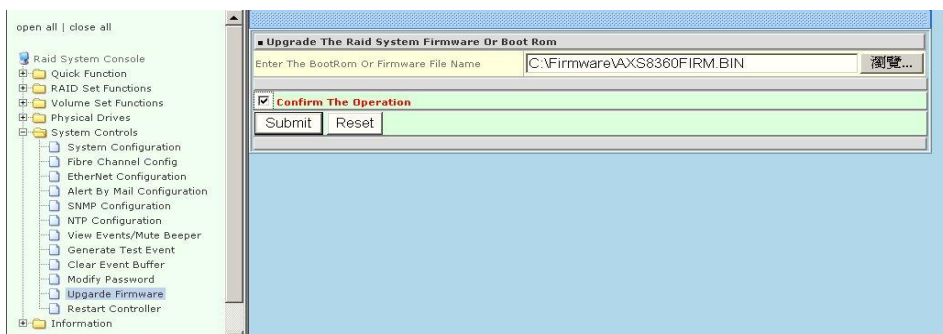 open all | close all
Raid System Console
Quick Function
RAID Set Functions
Volume Set Functions
Physical Drives
System Controls
System Configuration
Fibre Channel Config
EtherNet Configuration
Alert By Mail Configuration
SNMP Configuration
NTP Configuration
View Events/Mute Beeper
Generate Test Event
Clear Event Buffer
Modify Password
Upgarde Firmware
Restart Controller
Information
Upgrade The Raid System Firmware Or Boot Rom
Enter The BootRom Or Firmware File Name C:\Firmware\AXS8360FIRM.BIN 瀏覽...
Confirm The Operation
Submit Reset